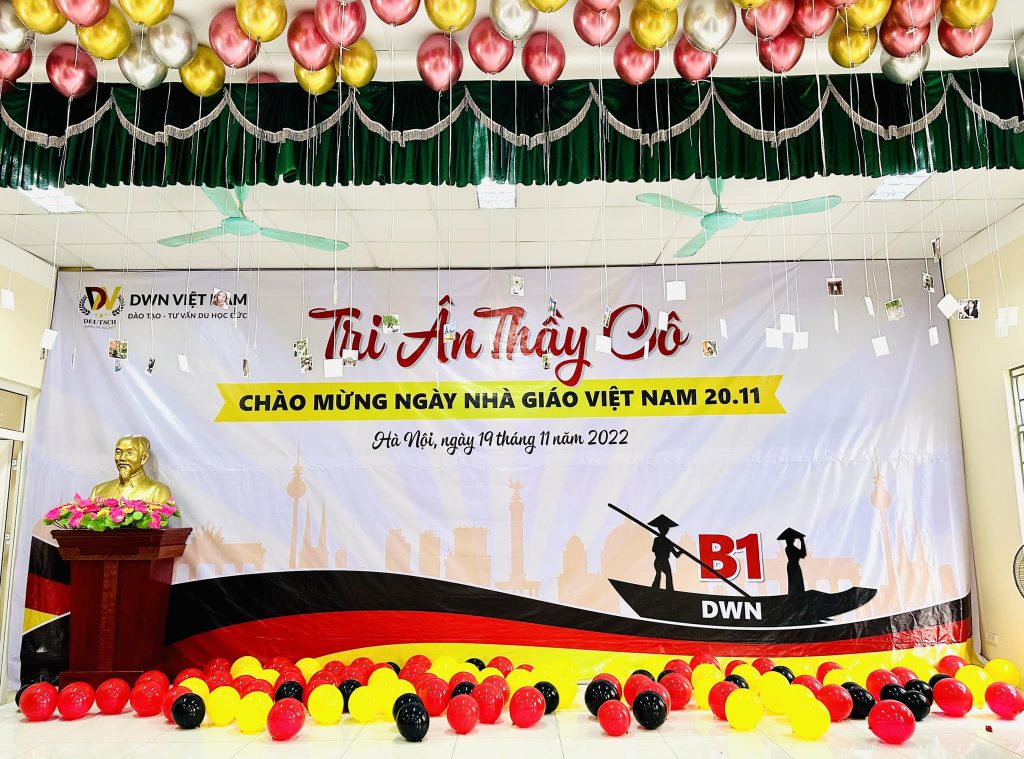 DWN VIỆT NAM
ĐÀO TẠO - TƯ VẤN DU HỌC ĐỨC
DEUTSCH
Tri Ân Thầy Cô
CHÀO MỪNG NGÀY NHÀ GIÁO VIỆT NAM 20.11
Hà Nội, ngày 19 tháng 11 năm 2022
B1
DWN